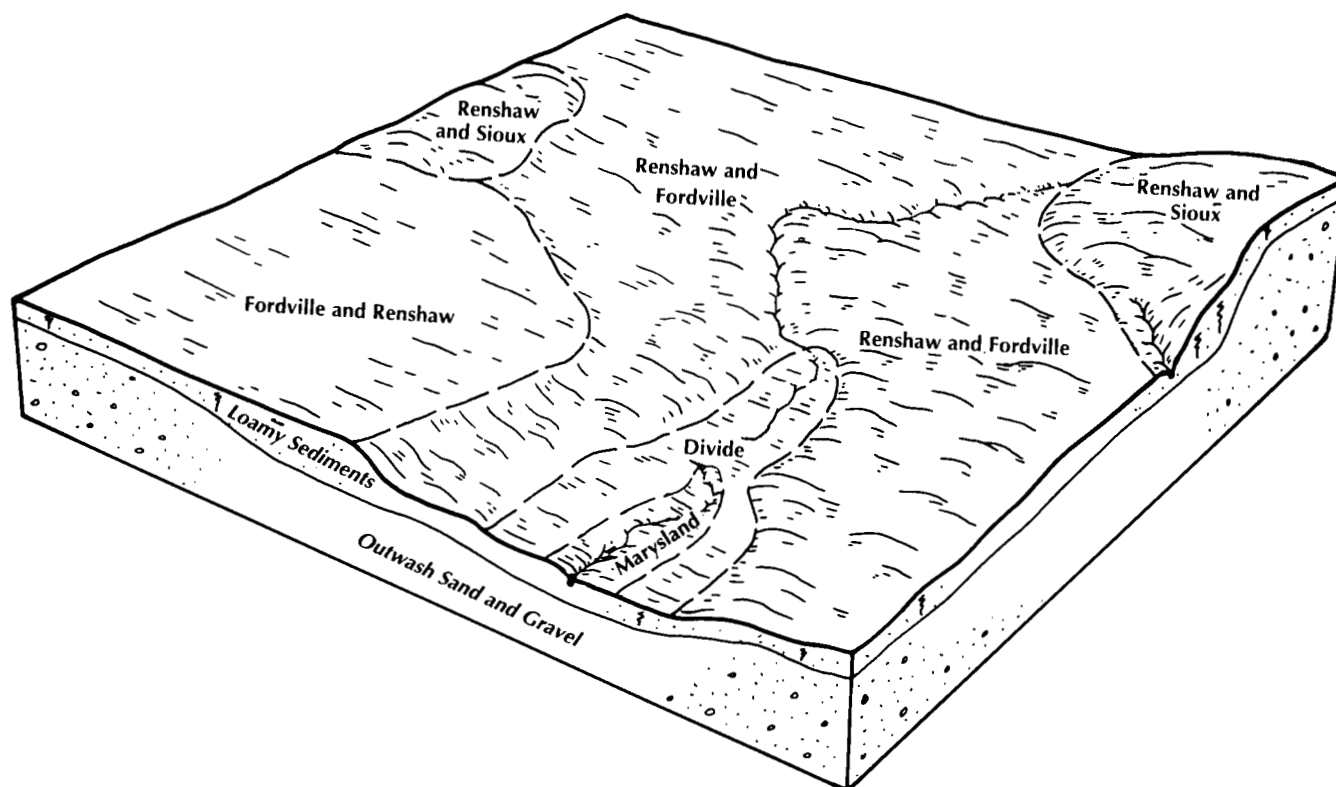 Renshaw
and Sioux
Renshaw and
Fordville
Renshaw and
Sioux
Fordville and Renshaw
Renshaw and Fordville
Loamy Sediments
Divide
Marysland
Outwash Sand and Gravel